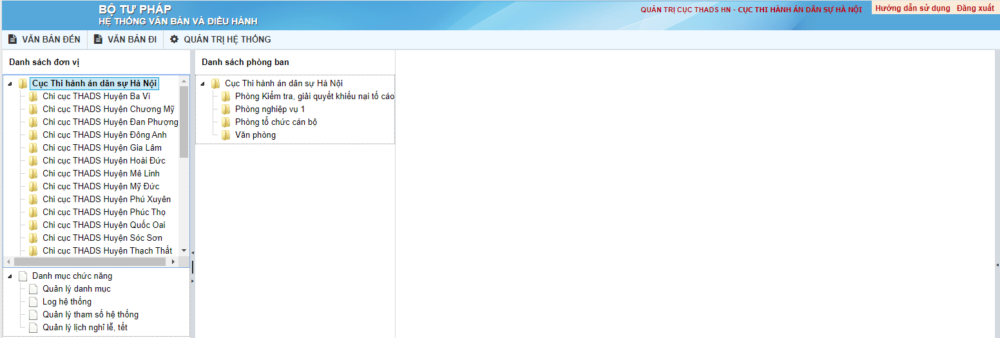 BỘ TƯ PHÁP
HỆ THỐNG VĂN BẢN VÀ ĐIỀU HÀNH
QUẢN TRỊ CỤC THADS HN - CỤC THI HÀNH ÁN DÂN SỰ HÀ NỘI
Hướng dẫn sử dụng Đăng xuất
VĂN BẢN ĐẾN VĂN BẢN ĐI QUẢN TRỊ HỆ THỐNG
Danh sách đơn vị
Cục Thi hành án dân sự Hà Nội
Chi cục THADS Huyện Ba Vì
Chi cục THADS Huyện Chương Mỹ
Chi cục THADS Huyện Đan Phượng
Chi cục THADS Huyện Đông Anh
Chi cục THADS Huyện Gia Lâm
Chi cục THADS Huyện Hoài Đức
Chi cục THADS Huyện Mê Linh
Chi cục THADS Huyện Mỹ Đức
Chi cục THADS Huyện Phú Xuyên
Chi cục THADS Huyện Phúc Thọ
Chi cục THADS Huyện Quốc Oai
Chi cục THADS Huyện Sóc Sơn
Chi cục THADS Huyện Thạch Thất
Danh mục chức năng
Quản lý danh mục
Log hệ thống
Quản lý tham số hệ thống
Quản lý lịch nghỉ lễ, tết
Danh sách phòng ban
Cục Thi hành án dân sự Hà Nội
Phòng Kiểm tra, giải quyết khiếu nại tố cáo
Phòng nghiệp vụ 1
Phòng tổ chức cán bộ
Văn phòng